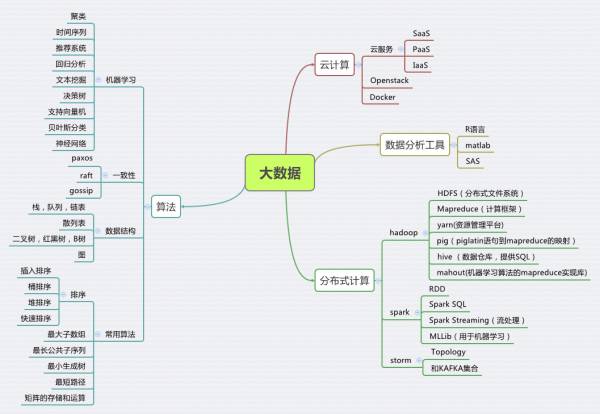 大数据
云计算
云服务
SaaS
PaaS
IaaS
Openstack
Docker
数据分析工具
R语言
matlab
SAS
分布式计算
hadoop
HDFS（分布式文件系统）
Mapreduce（计算框架）
yarn(资源管理平台)
pig（piglatin语句到mapreduce的映射）
hive （数据仓库，提供SQL）
mahout(机器学习算法的mapreduce实现库)
spark
RDD
Spark SQL
Spark Streaming（流处理）
MLLib（用于机器学习）
storm
Topology
和KAFKA集合
算法
机器学习
聚类
时间序列
推荐系统
回归分析
文本挖掘
决策树
支持向量机
贝叶斯分类
神经网络
一致性
paxos
raft
gossip
数据结构
栈，队列，链表
散列表
二叉树，红黑树，B树
图
常用算法
排序
插入排序
桶排序
堆排序
快速排序
最大子数组
最长公共子序列
最小生成树
最短路径
矩阵的存储和运算